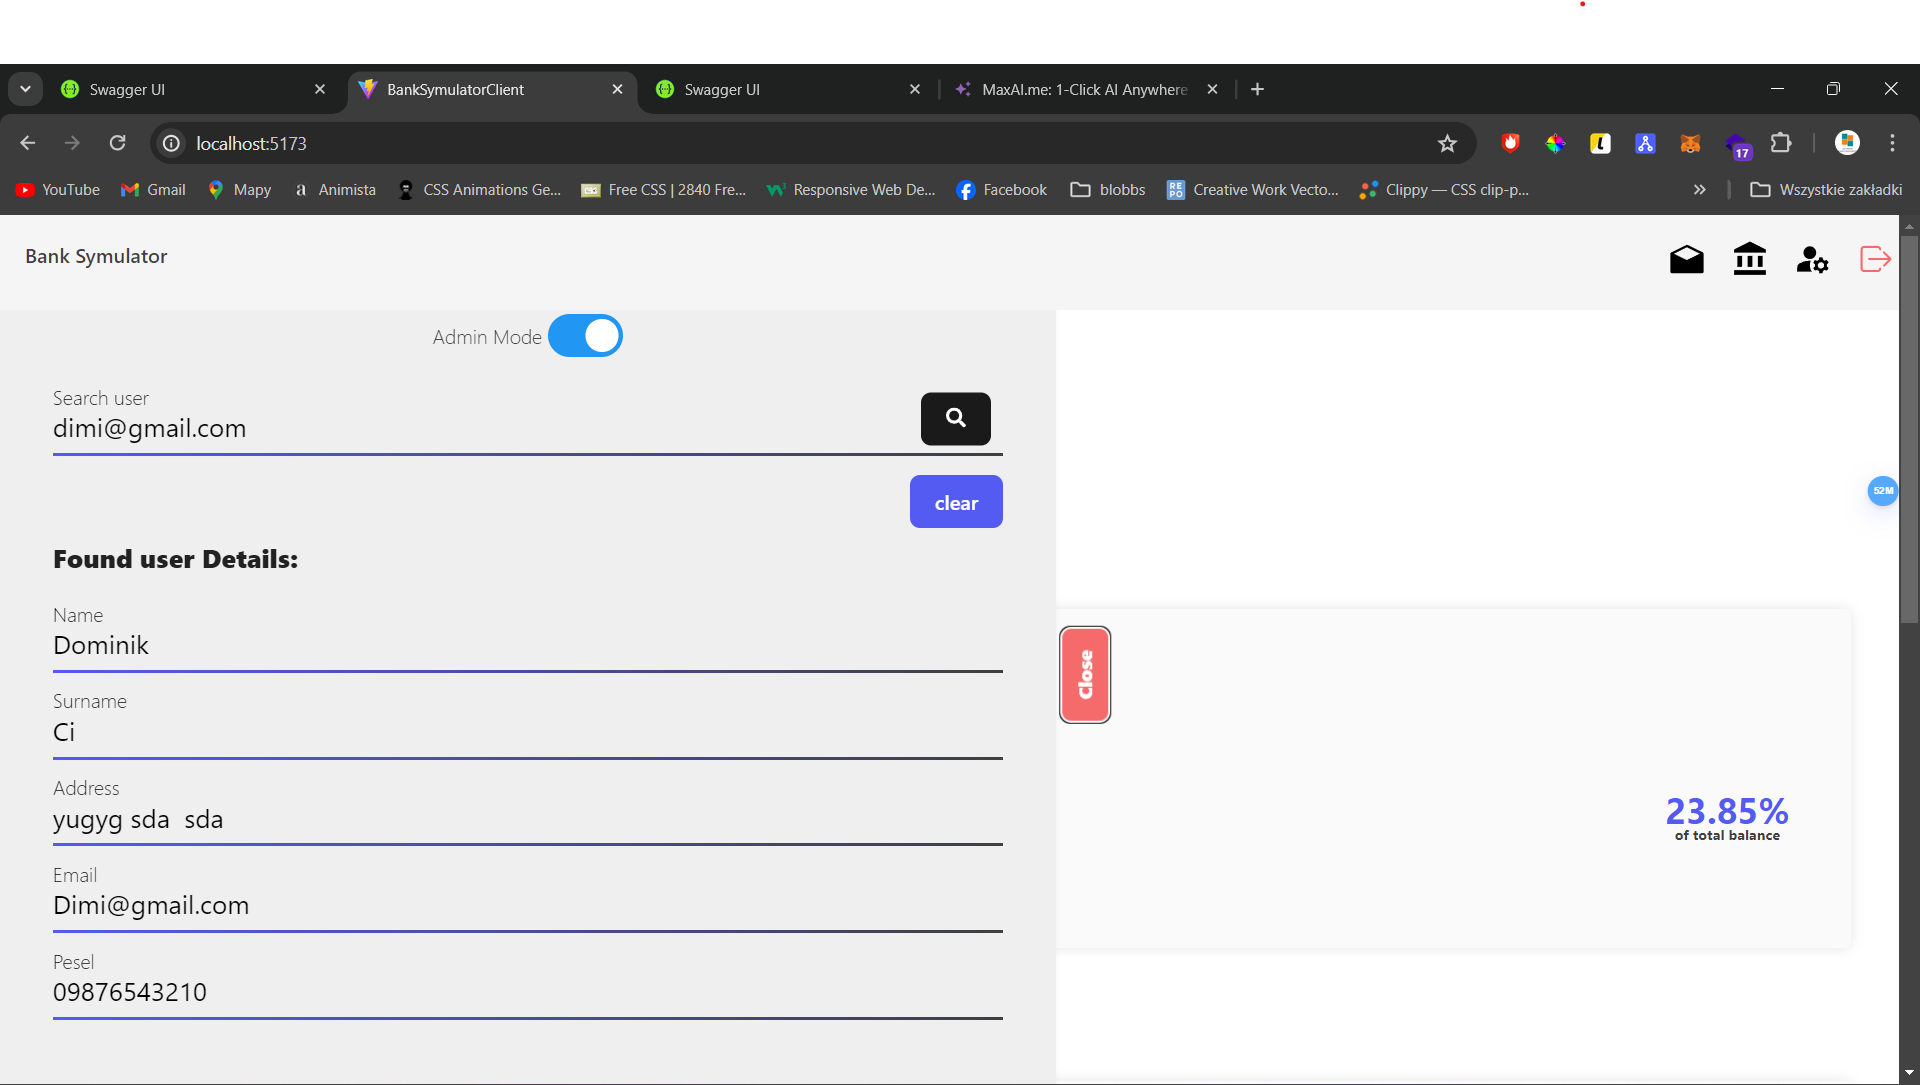 Swagger UI
BankSymulatorClient
Swagger UI
MaxAI.me: 1-Click AI Anywhere
localhost:5173
17
YouTube
Gmail
Mapy
a Animista
CSS Animations Ge...
Free CSS | 2840 Fre...
Responsive Web De...
Facebook
blobbs
REPO
Creative Work Vecto...
Clippy — CSS clip-p...
Wszystkie zakładki
Bank Symulator
Admin Mode
Search user
dimi@gmail.com
clear
52M
Found user Details:
Name
Dominik
Close
Surname
Ci
Address
yugyg sda  sda
23.85%
of total balance
Email
Dimi@gmail.com
Pesel
09876543210